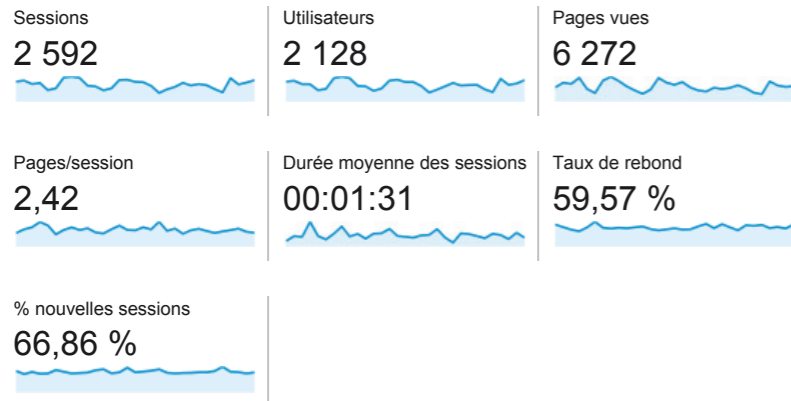 Sessions
2 592
Utilisateurs
2 128
Pages vues
6 272
Pages/session
2,42
Durée moyenne des sessions
00:01:31
Taux de rebond
59,57 %
% nouvelles sessions
66,86 %